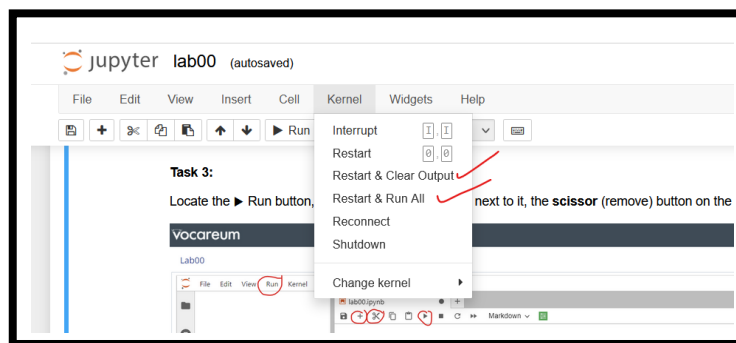 jupyter lab00 (autosaved)
File Edit View Insert Cell Kernel Widgets Help
Run
Interrupt I , I
Restart 0 , 0
Restart & Clear Output
Restart & Run All
Reconnect
Shutdown
Change kernel
Task 3:
Locate the ▶ Run button, next to it, the scissor (remove) button on the
vocareum
Lab00
File Edit View Run Kernel
lab00.ipynb
Markdown